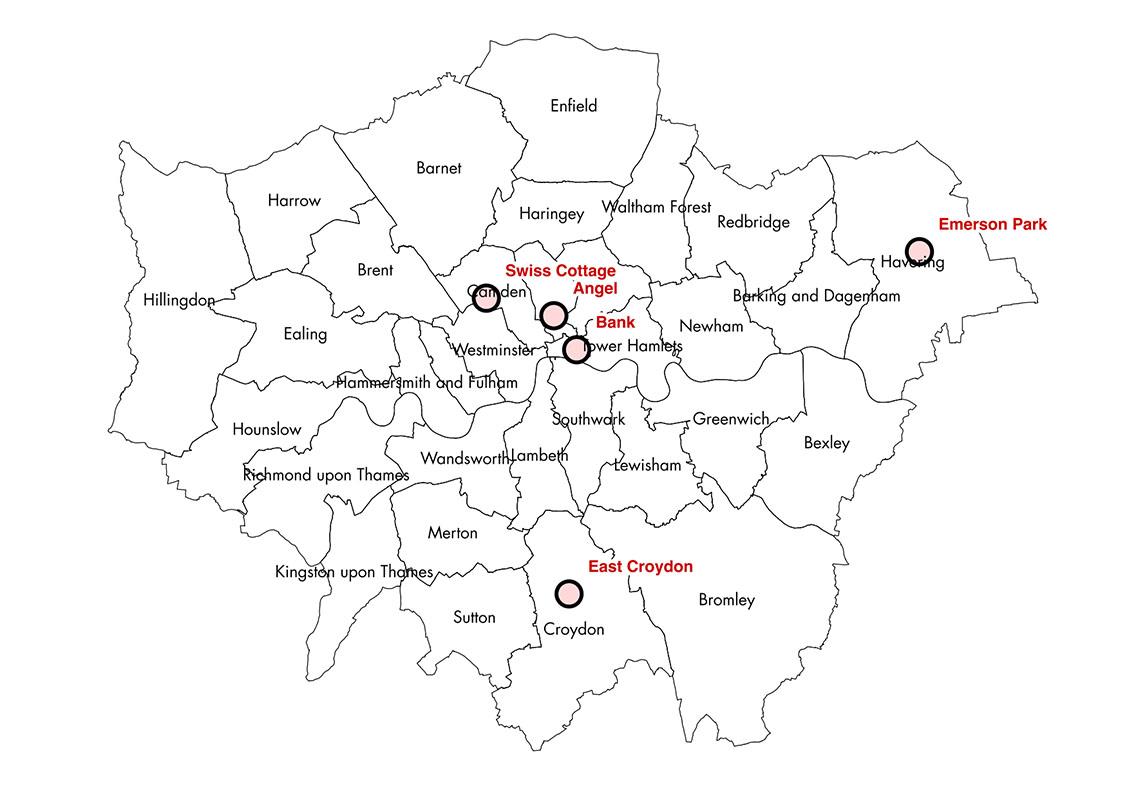 Enfield
Barnet
Harrow
Haringey
Waltham Forest
Redbridge
Emerson Park
Havering
Brent
Swiss Cottage
Camden
Angel
Hillingdon
Barking and Dagenham
Ealing
Bank
Newham
Westminster
Tower Hamlets
Hammersmith and Fulham
Southwark
Greenwich
Hounslow
Bexley
Wandsworth
Lambeth
Lewisham
Richmond upon Thames
Merton
Kingston upon Thames
East Croydon
Bromley
Sutton
Croydon